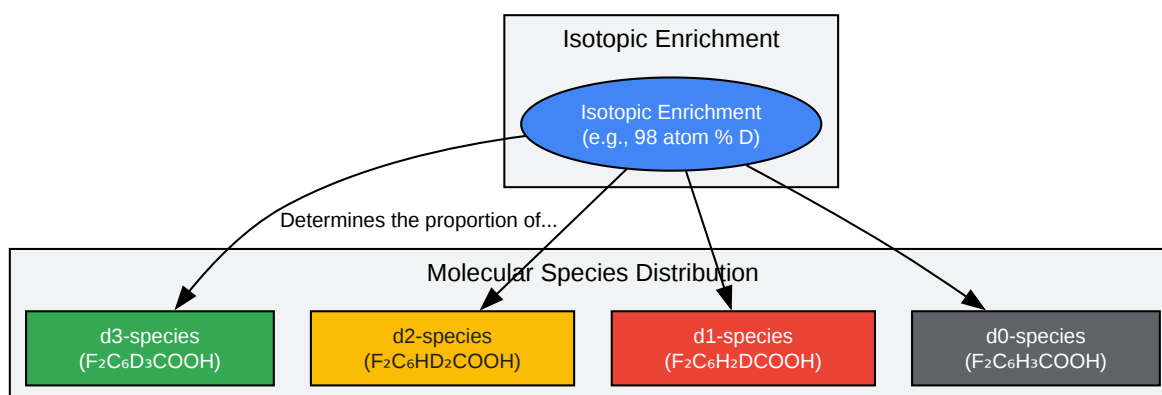 Isotopic Enrichment
Isotopic Enrichment
(e.g., 98 atom % D)
Determines the proportion of...
Molecular Species Distribution
d3-species
(F₂C₆D₃COOH)
d2-species
(F₂C₆HD₂COOH)
d1-species
(F₂C₆H₂DCOOH)
d0-species
(F₂C₆H₃COOH)